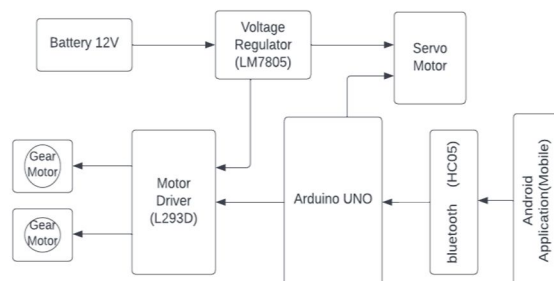 Battery 12V
Voltage
Regulator
(LM7805)
Servo
Motor
Gear
Motor
Gear
Motor
Motor
Driver
(L293D)
Arduino UNO
bluetooth (HC05)
Android
Application(Mobile)